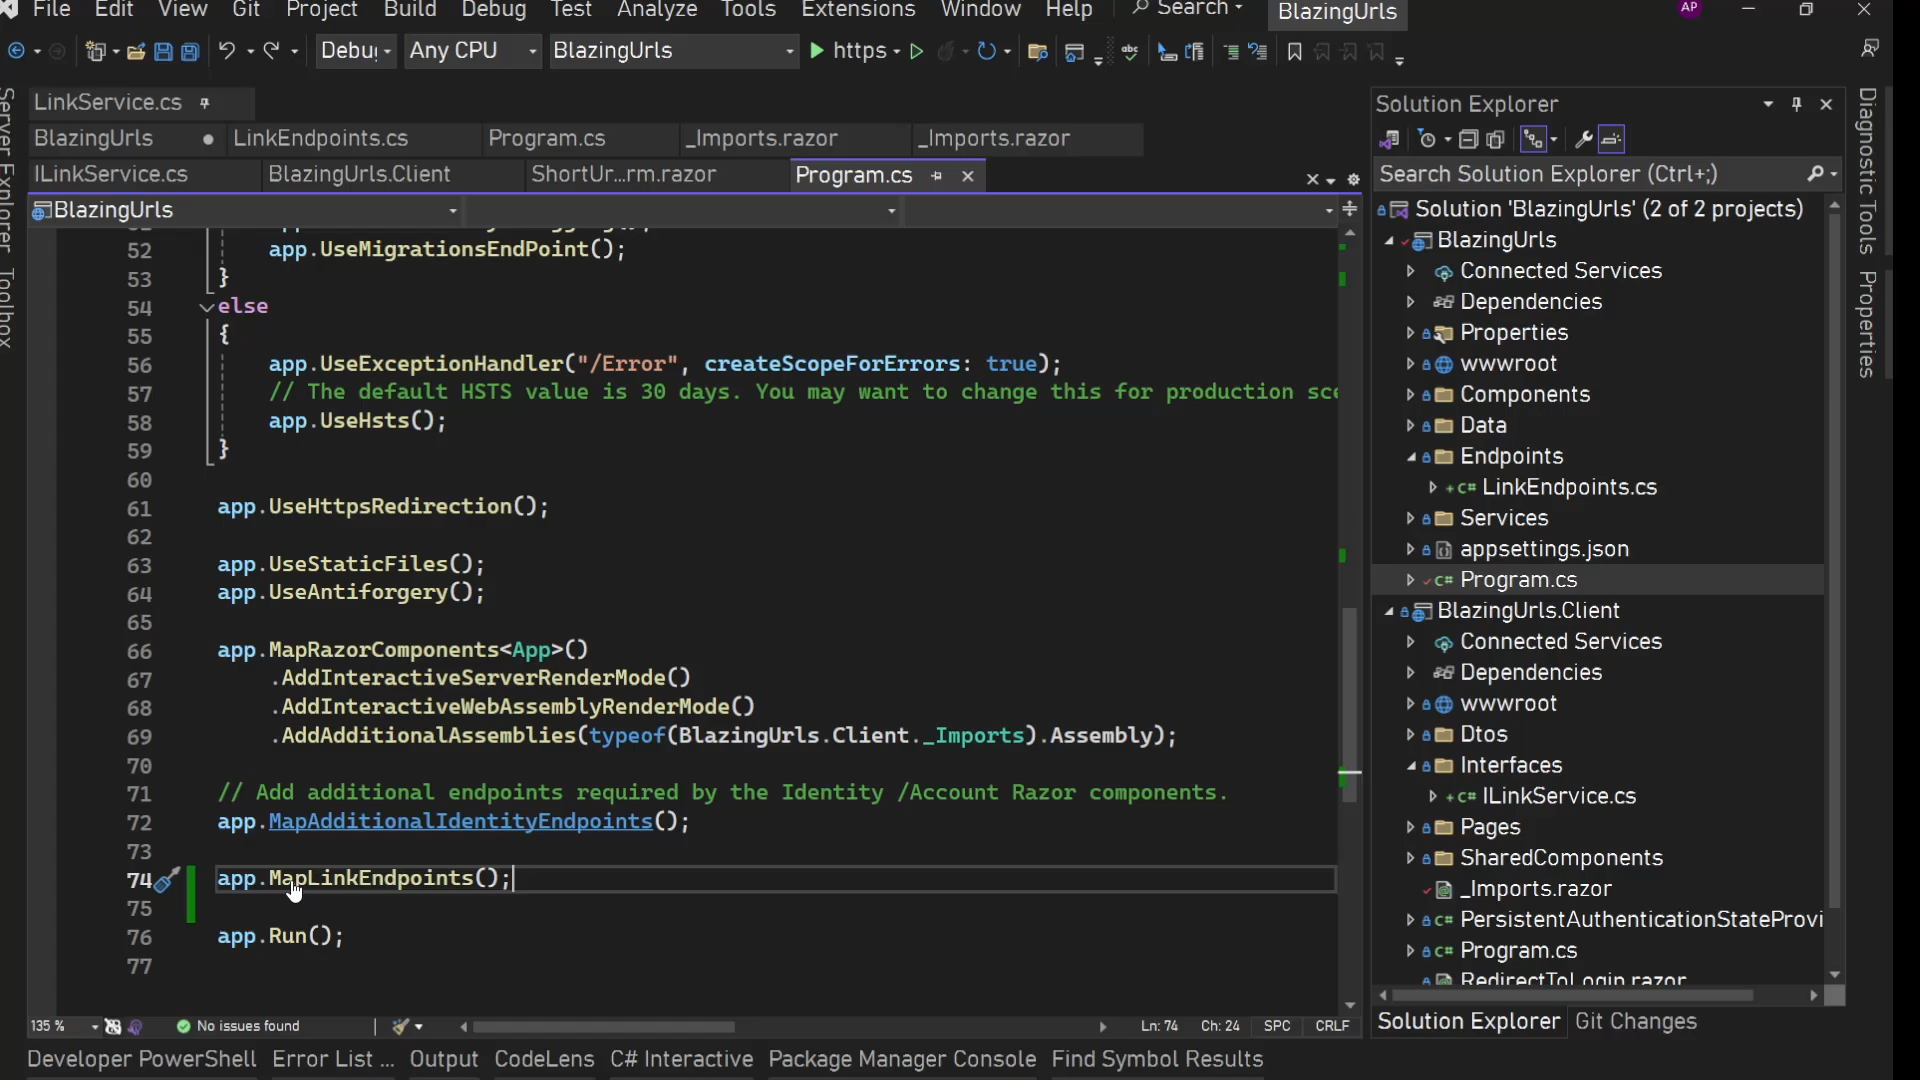 File Edit View Git Project Build Debug Test Analyze Tools Extensions Window Help Search BlazingUrls AP
Debug Any CPU BlazingUrls https
LinkService.cs
BlazingUrls LinkEndpoints.cs Program.cs _Imports.razor _Imports.razor
ILinkService.cs BlazingUrls.Client ShortUr...rm.razor Program.cs
BlazingUrls
52 app.UseMigrationsEndPoint();
53 }
54 else
55 {
56 app.UseExceptionHandler("/Error", createScopeForErrors: true);
57 // The default HSTS value is 30 days. You may want to change this for production sce
58 app.UseHsts();
59 }
60
61 app.UseHttpsRedirection();
62
63 app.UseStaticFiles();
64 app.UseAntiforgery();
65
66 app.MapRazorComponents<App>()
67 .AddInteractiveServerRenderMode()
68 .AddInteractiveWebAssemblyRenderMode()
69 .AddAdditionalAssemblies(typeof(BlazingUrls.Client._Imports).Assembly);
70
71 // Add additional endpoints required by the Identity /Account Razor components.
72 app.MapAdditionalIdentityEndpoints();
73
74 app.MapLinkEndpoints();
75
76 app.Run();
77
135 % No issues found Ln: 74 Ch: 24 SPC CRLF
Developer PowerShell Error List ... Output CodeLens C# Interactive Package Manager Console Find Symbol Results
Server Explorer
Toolbox
Solution Explorer
Search Solution Explorer (Ctrl+;)
Solution 'BlazingUrls' (2 of 2 projects)
BlazingUrls
Connected Services
Dependencies
Properties
wwwroot
Components
Data
Endpoints
C# LinkEndpoints.cs
Services
appsettings.json
C# Program.cs
BlazingUrls.Client
Connected Services
Dependencies
wwwroot
Dtos
Interfaces
C# ILinkService.cs
Pages
SharedComponents
_Imports.razor
C# PersistentAuthenticationStateProvi
C# Program.cs
RedirectToLogin.razor
Solution Explorer Git Changes
Diagnostic Tools
Properties